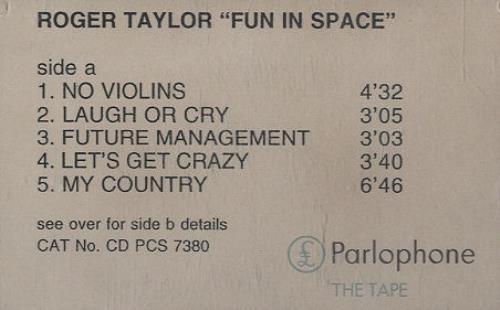 ROGER TAYLOR “FUN IN SPACE”
side a
1. NO VIOLINS 4’32
2. LAUGH OR CRY 3’05
3. FUTURE MANAGEMENT 3’03
4. LET’S GET CRAZY 3’40
5. MY COUNTRY 6’46
see over for side b details
CAT No. CD PCS 7380
£ Parlophone
THE TAPE